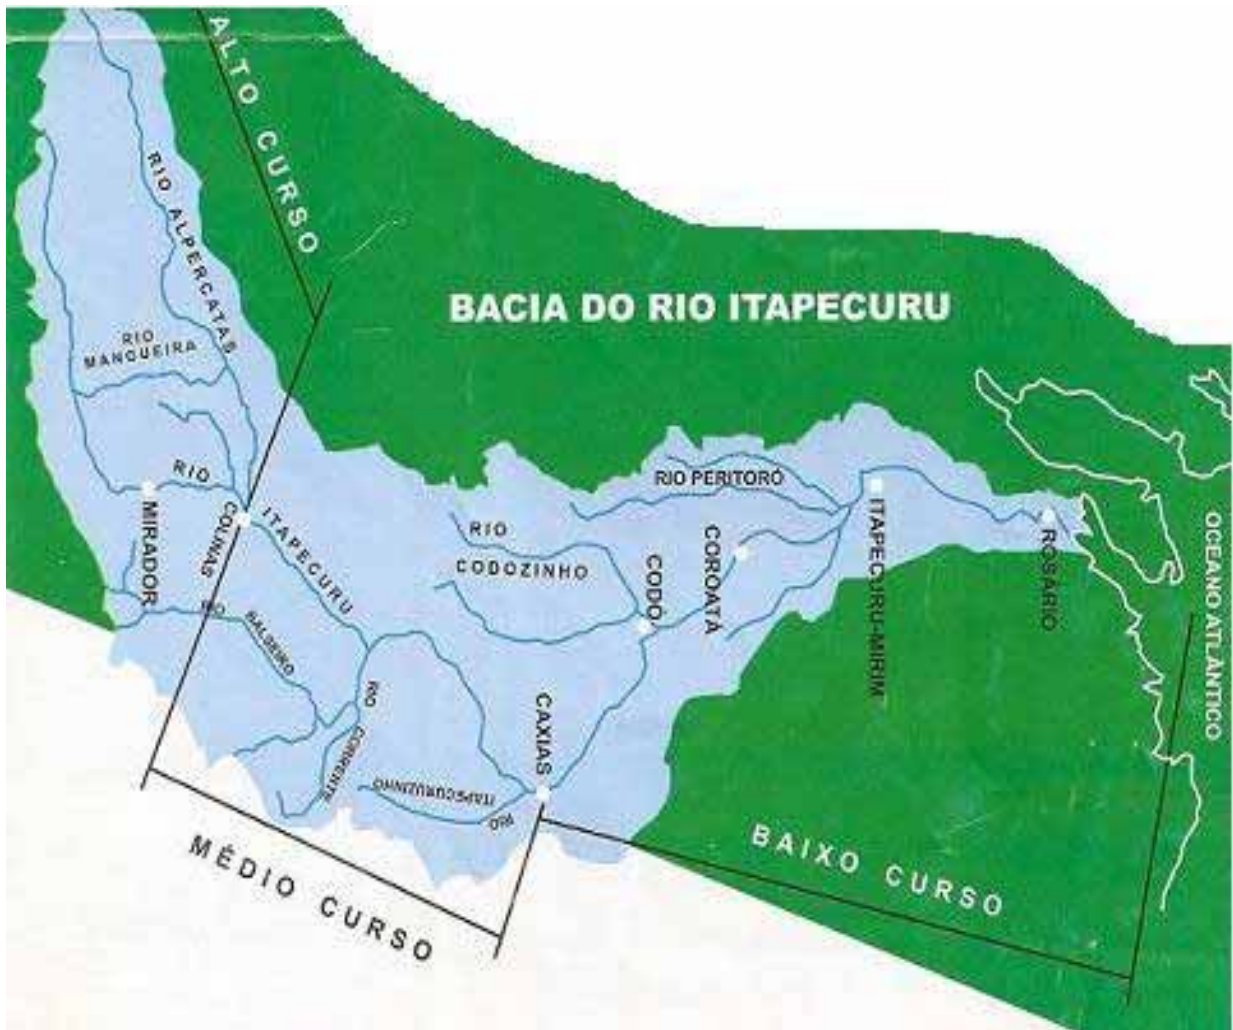 ALTO CURSO
RIO ALPERCATAS
BACIA DO RIO ITAPECURU
RIO
MANGUEIRA
RIO
ITAPECURU
MIRADOR
COLINAS
RIO PERITORÓ
RIO
CODOZINHO
CODÓ
COROATÁ
ITAPECURU-MIRIM
ROSÁRIO
OCEANO ATLÂNTICO
RIO
BALSEIRO
RIO
CORRENTE
CAXIAS
ITAPECURUZINHO
RIO
MÉDIO CURSO
BAIXO CURSO